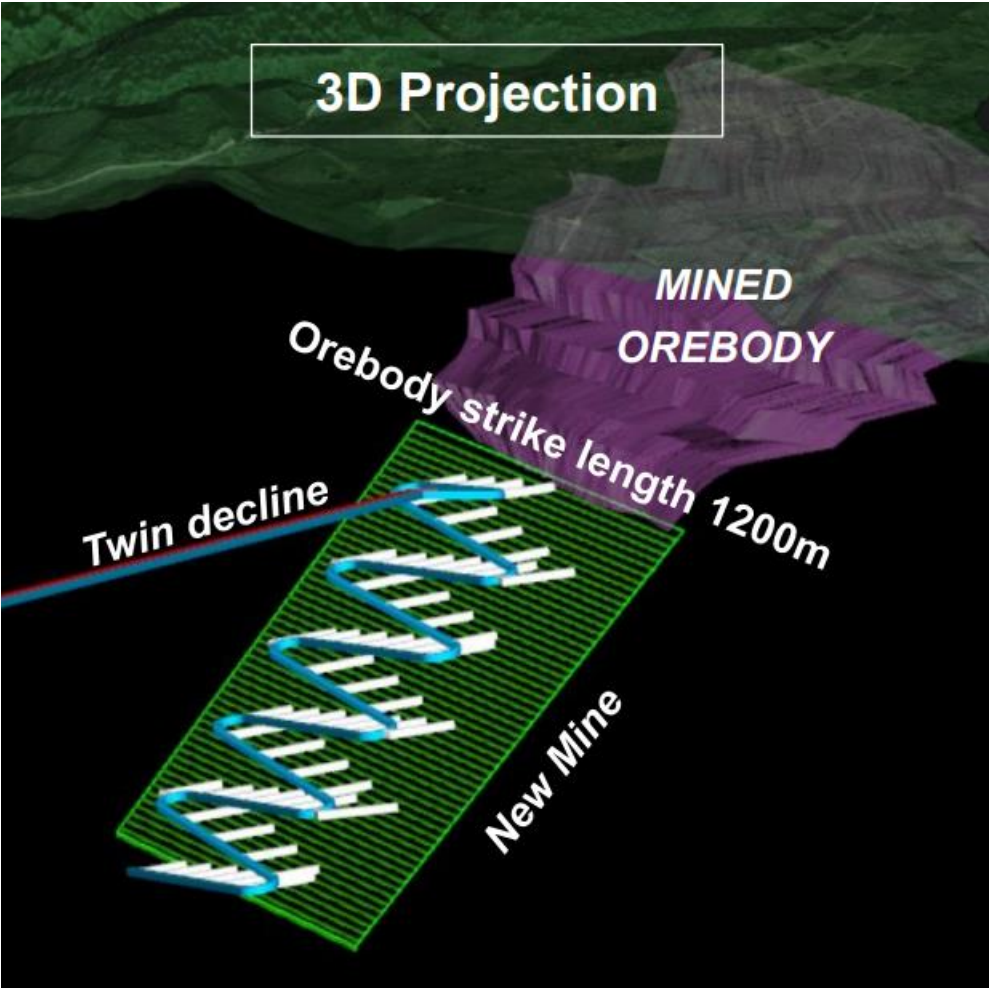 3D Projection
MINED
OREBODY
Orebody strike length 1200m
Twin decline
New Mine